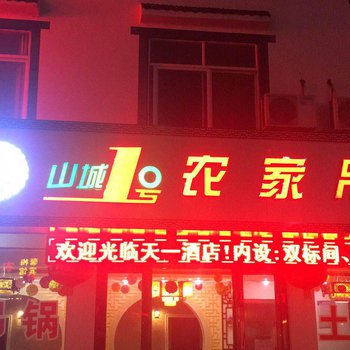 山城1号农家
欢迎光临天一酒店!内设:双标间、
锅
土